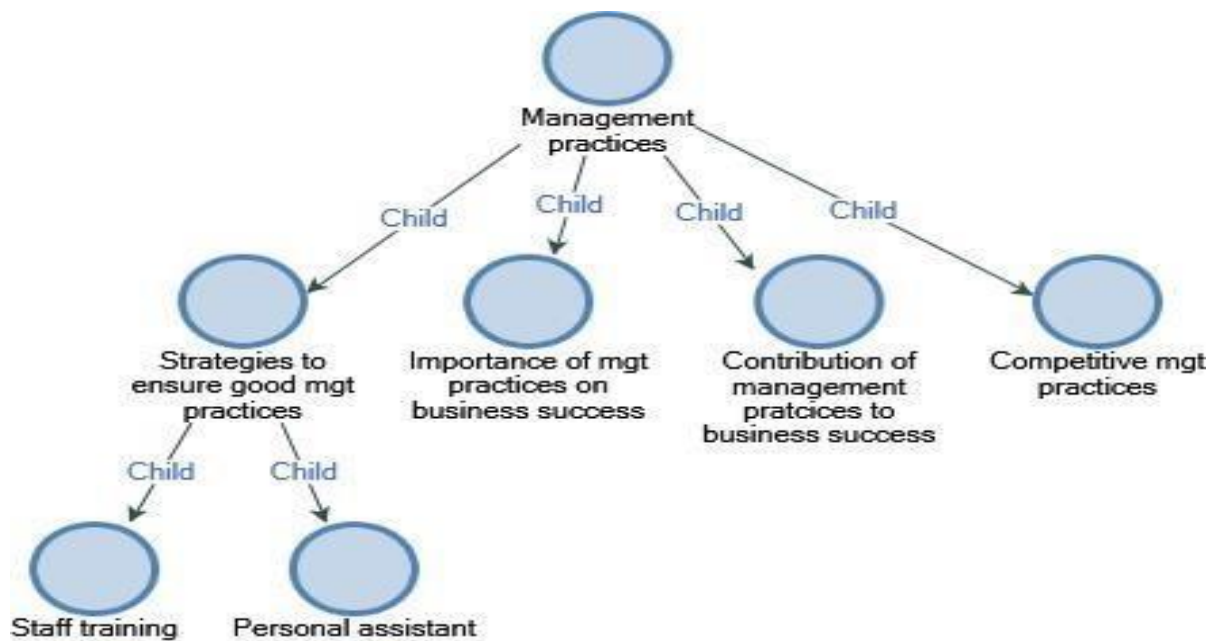 Management
practices
Child
Child
Child
Child
Strategies to
ensure good mgt
practices
Importance of mgt
practices on
business success
Contribution of
management
pratcices to
business success
Competitive mgt
practices
Child
Child
Staff training
Personal assistant